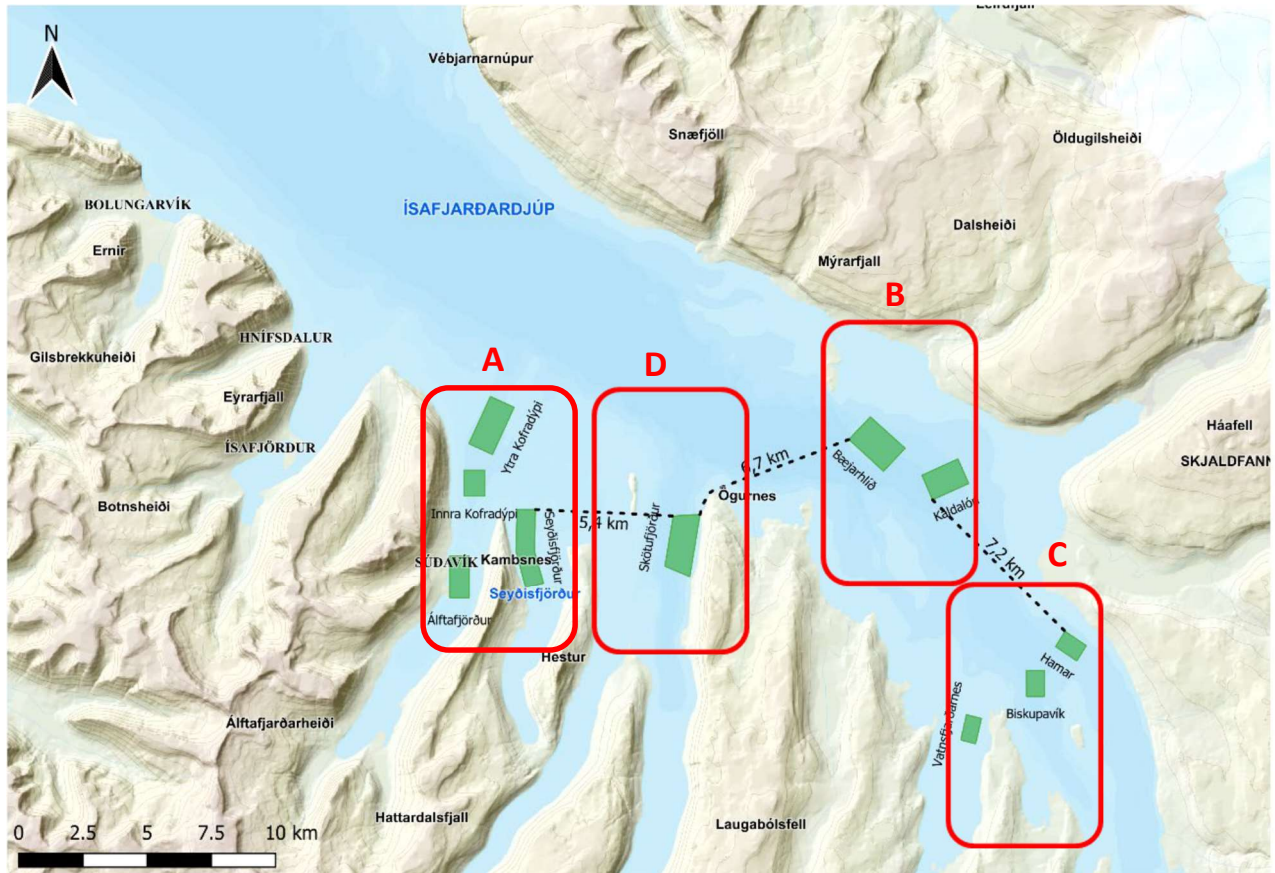 Leirufjall
N
Vébjarnarnúpur
Snæfjöll
Öldugilsheiði
ÍSAFJARÐARDJÚP
BOLUNGARVÍK
Ernir
Dalsheiði
Mýrarfjall
B
HNÍFSDALUR
Gilsbrekkuheiði
A
D
Eyrarfjall
Háafell
Ytra Kofradýpi
ÍSAFJÖRÐUR
SKJALDFANN
Bæjarhlíð
6,7 km
Ögurnes
Botnsheiði
Innra Kofradýpi
Kaldalón
5,4 km
Seyðisfjörður
Skötufjörður
SÚÐAVÍK
Kambsnes
7,2 km
C
Seyðisfjörður
Álftafjörður
Hestur
Hamar
Biskupavík
Vatnsfjarðarnes
Álftafjarðarheiði
Hattardalsfjall
Laugabólsfell
0 2.5 5 7.5 10 km